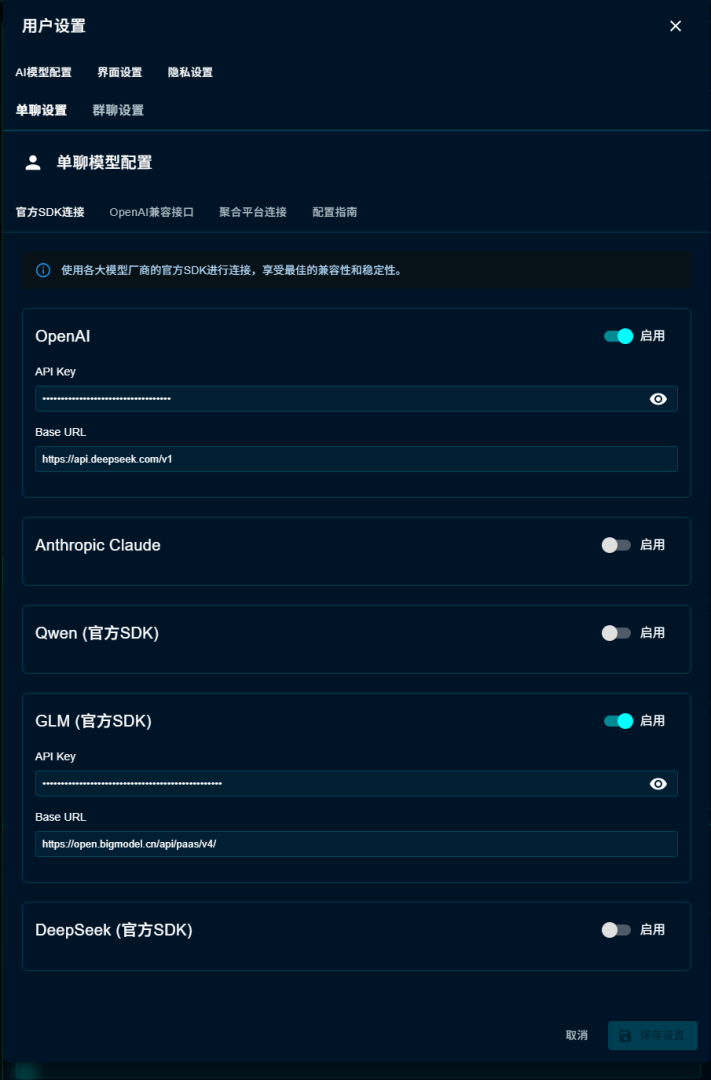 用户设置
AI模型配置 界面设置 隐私设置
单聊设置 群聊设置
单聊模型配置
官方SDK连接 OpenAI兼容接口 聚合平台连接 配置指南
使用各大模型厂商的官方SDK进行连接，享受最佳的兼容性和稳定性。
OpenAI 启用
API Key
••••••••••••••••••••••••••••••••••
Base URL
https://api.deepseek.com/v1
Anthropic Claude 启用
Qwen (官方SDK) 启用
GLM (官方SDK) 启用
API Key
•••••••••••••••••••••••••••••••••••••••••••••••••
Base URL
https://open.bigmodel.cn/api/paas/v4/
DeepSeek (官方SDK) 启用
取消 保存设置